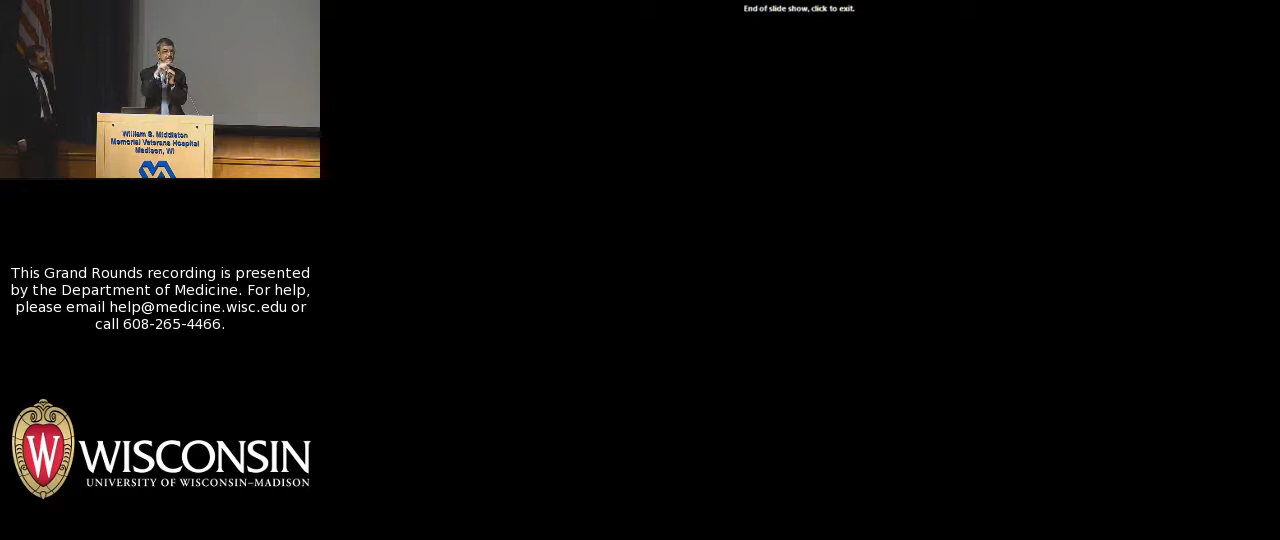 End of slide show, click to exit.
William S. Middleton
Memorial Veterans Hospital
Madison, WI
This Grand Rounds recording is presented
by the Department of Medicine. For help,
please email help@medicine.wisc.edu or
call 608-265-4466.
W
WISCONSIN
UNIVERSITY OF WISCONSIN–MADISON